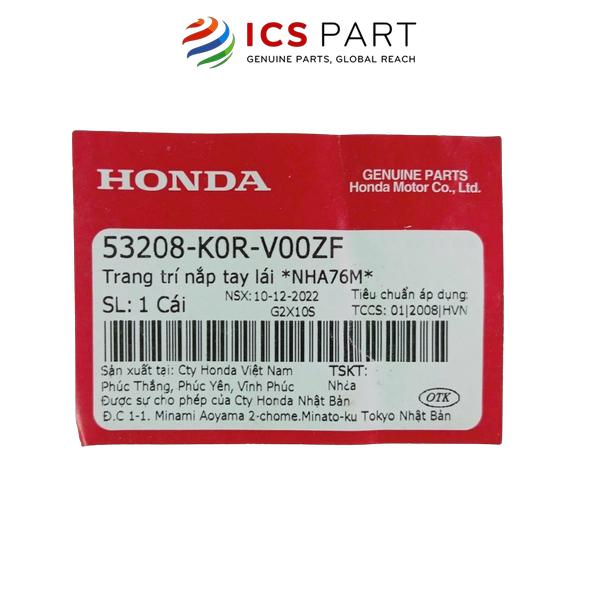 ICS PART
GENUINE PARTS, GLOBAL REACH
HONDA
GENUINE PARTS
Honda Motor Co., Ltd.
53208-K0R-V00ZF
Trang trí nắp tay lái *NHA76M*
SL: 1 Cái
NSX: 10-12-2022
G2X10S
Tiêu chuẩn áp dụng:
TCCS: 01|2008|HVN
Sản xuất tại: Cty Honda Việt Nam
Phúc Thắng, Phúc Yên, Vĩnh Phúc
Được sự cho phép của Cty Honda Nhật Bản
Đ.C 1-1. Minami Aoyama 2-chome.Minato-ku Tokyo Nhật Bản
TSKT:
Nhựa
OTK